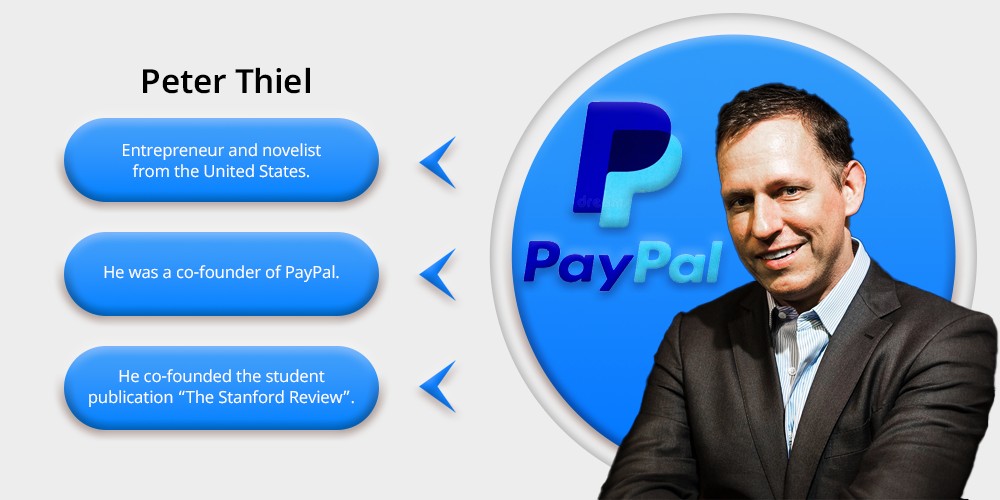 Peter Thiel
Entrepreneur and novelist
from the United States.
He was a co-founder of PayPal.
He co-founded the student
publication “The Stanford Review”.
PayPal